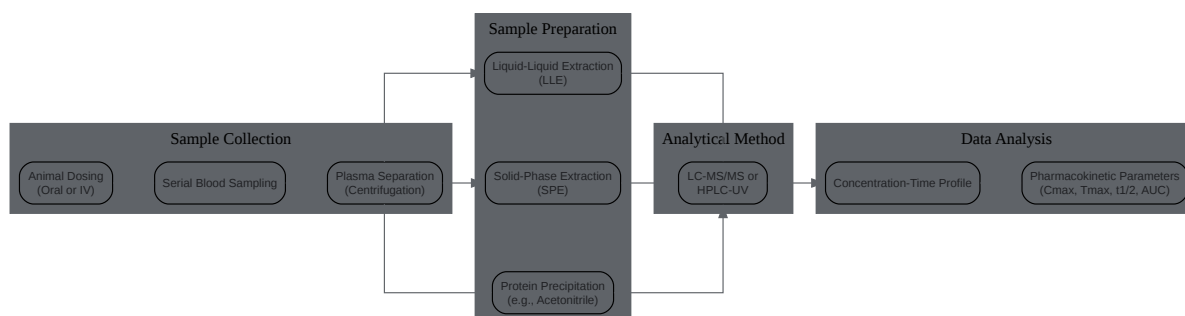 Sample Preparation
Liquid-Liquid Extraction
(LLE)
Sample Collection
Animal Dosing
(Oral or IV)
Serial Blood Sampling
Plasma Separation
(Centrifugation)
Solid-Phase Extraction
(SPE)
Protein Precipitation
(e.g., Acetonitrile)
Analytical Method
LC-MS/MS or
HPLC-UV
Data Analysis
Concentration-Time Profile
Pharmacokinetic Parameters
(Cmax, Tmax, t1/2, AUC)